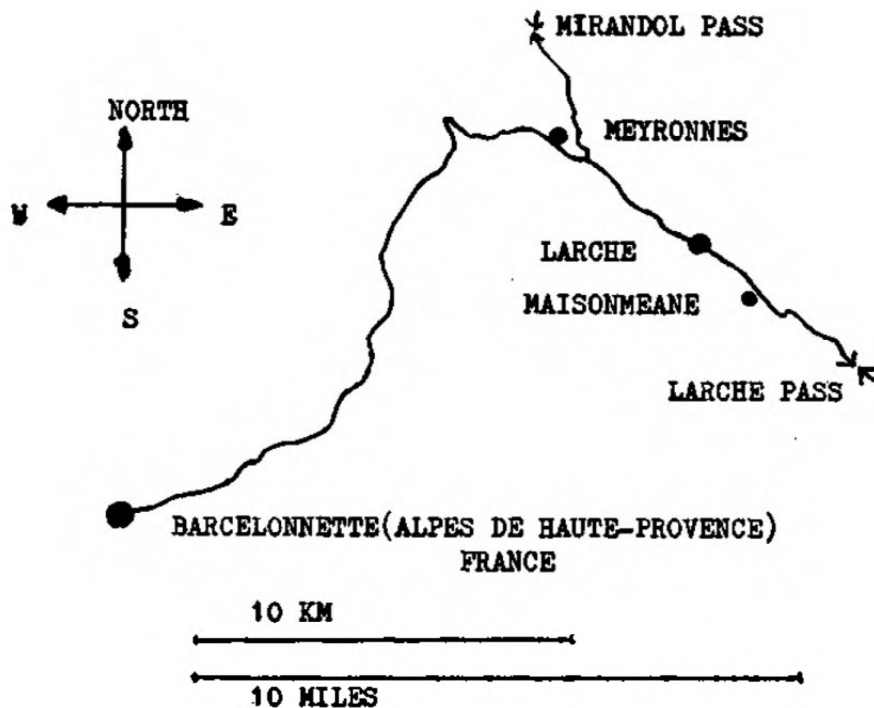 MIRANDOL PASS
NORTH
MEYRONNES
W
E
LARCHE
S
MAISONMEANE
LARCHE PASS
BARCELONNETTE(ALPES DE HAUTE-PROVENCE)
FRANCE
10 KM
10 MILES